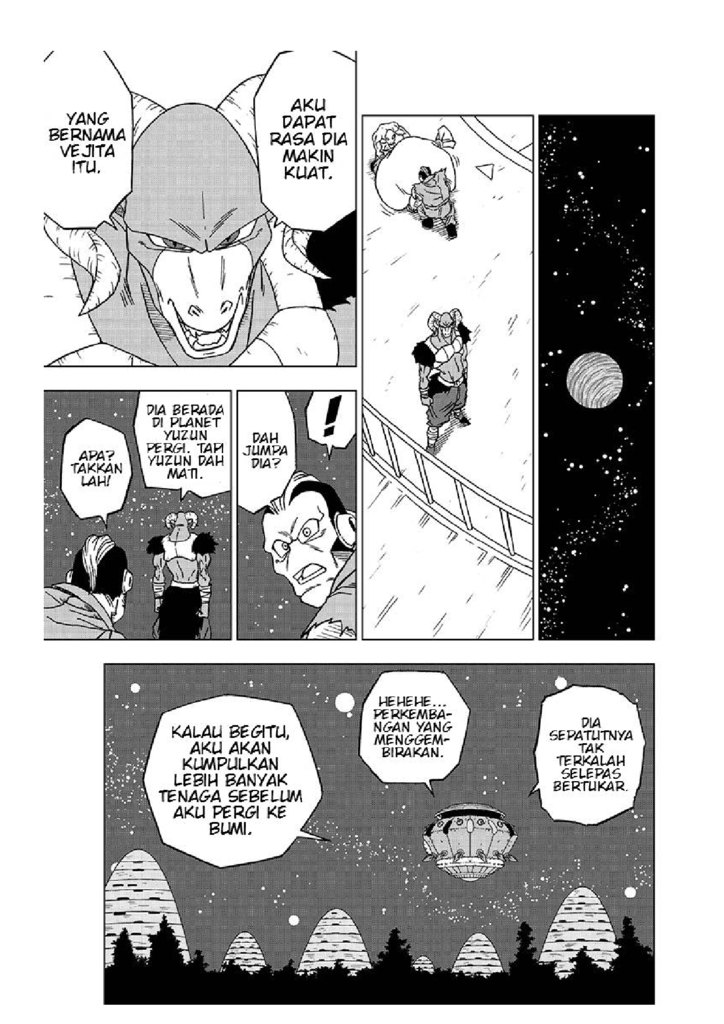 AKU
DAPAT
RASA DIA
MAKIN
KUAT.
YANG
BERNAMA
VEJITA
ITU.
!
DAH
JUMPA
DIA?
DIA BERADA
DI PLANET
YUZUN
PERGI. TAPI
YUZUN DAH
MATI.
APA?
TAKKAN
LAH!
DIA
SEPATUTNYA
TAK
TERKALAH
SELEPAS
BERTUKAR.
HEHEHE...
PERKEMBA-
NGAN YANG
MENGGEM-
BIRAKAN.
KALAU BEGITU,
AKU AKAN
KUMPULKAN
LEBIH BANYAK
TENAGA SEBELUM
AKU PERGI KE
BUMI.